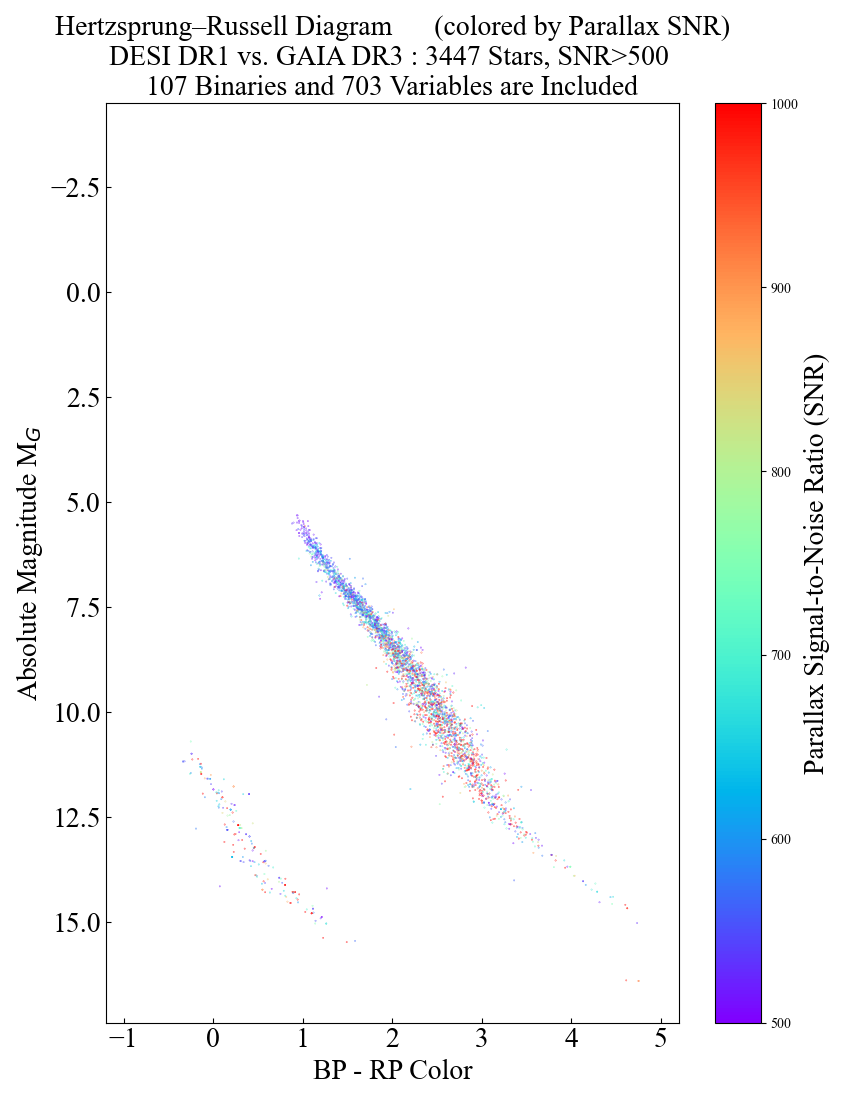 Hertzsprung–Russell Diagram (colored by Parallax SNR)
DESI DR1 vs. GAIA DR3 : 3447 Stars, SNR>500
107 Binaries and 703 Variables are Included
−2.5
0.0
2.5
5.0
7.5
10.0
12.5
15.0
Absolute Magnitude M_G
−1 0 1 2 3 4 5
BP - RP Color
1000
900
800
700
600
500
Parallax Signal-to-Noise Ratio (SNR)